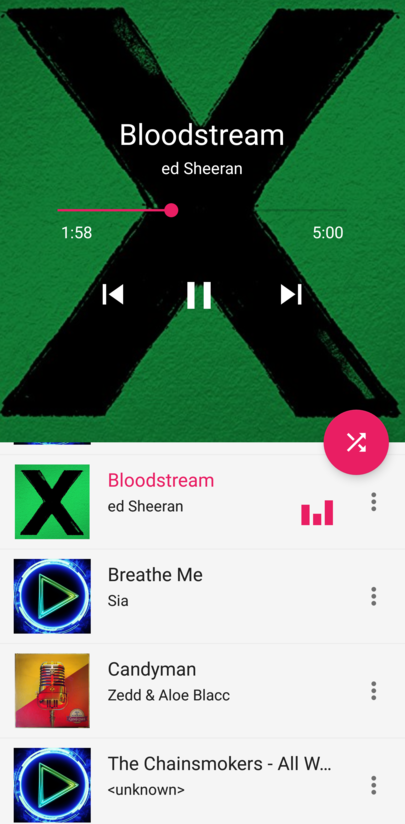 Bloodstream
ed Sheeran
1:58
5:00
Bloodstream
ed Sheeran
Breathe Me
Sia
Candyman
Zedd & Aloe Blacc
The Chainsmokers - All W...
<unknown>